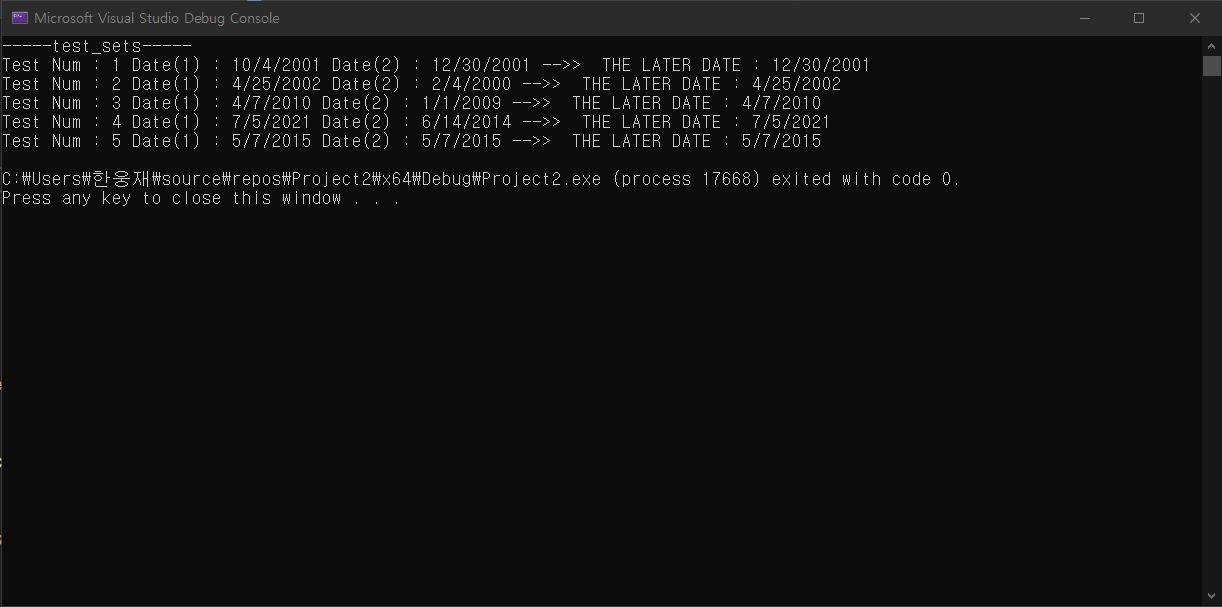 Microsoft Visual Studio Debug Console
-----test_sets-----
Test Num : 1 Date(1) : 10/4/2001 Date(2) : 12/30/2001 -->>  THE LATER DATE : 12/30/2001
Test Num : 2 Date(1) : 4/25/2002 Date(2) : 2/4/2000 -->>  THE LATER DATE : 4/25/2002
Test Num : 3 Date(1) : 4/7/2010 Date(2) : 1/1/2009 -->>  THE LATER DATE : 4/7/2010
Test Num : 4 Date(1) : 7/5/2021 Date(2) : 6/14/2014 -->>  THE LATER DATE : 7/5/2021
Test Num : 5 Date(1) : 5/7/2015 Date(2) : 5/7/2015 -->>  THE LATER DATE : 5/7/2015
C:₩Users₩한웅재₩source₩repos₩Project2₩x64₩Debug₩Project2.exe (process 17668) exited with code 0.
Press any key to close this window . . .